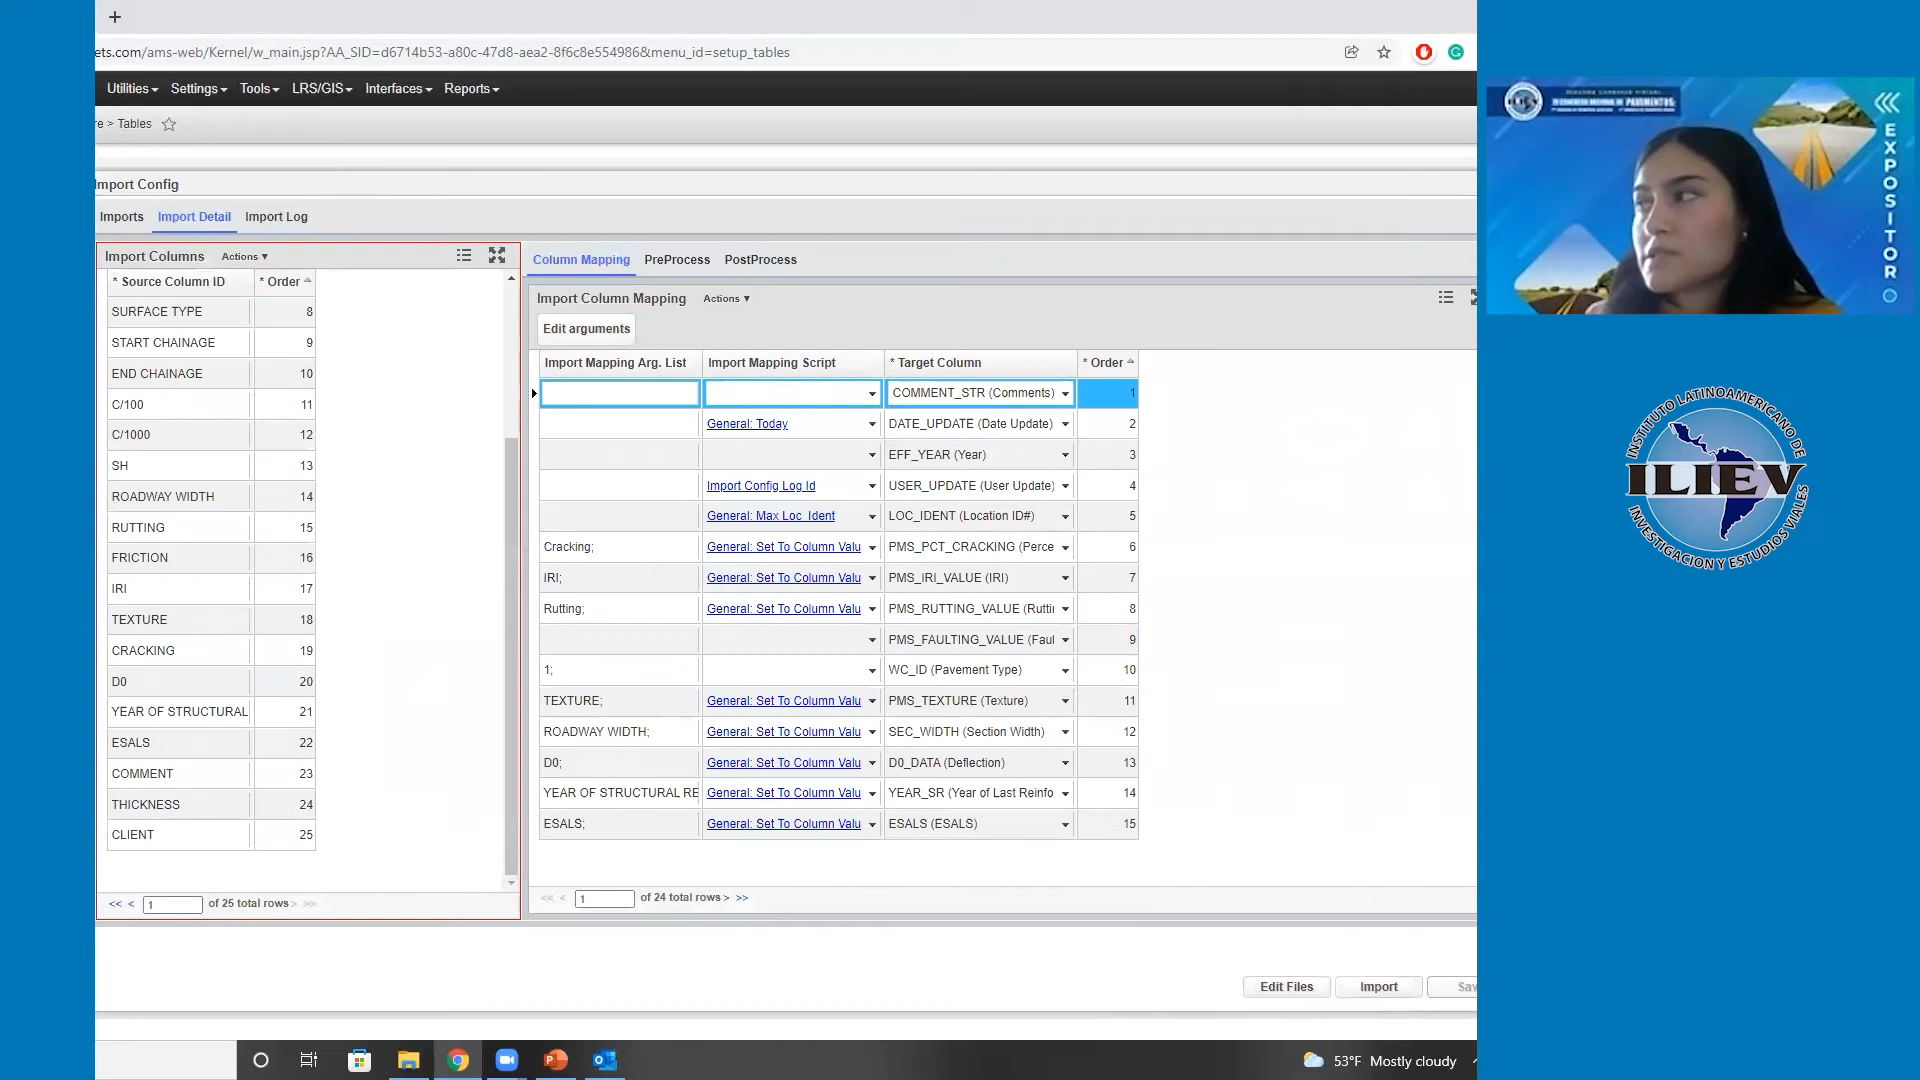 +
ets.com/ams-web/Kernel/w_main.jsp?AA_SID=d6714b53-a80c-47d8-aea2-8f6c8e554986&menu_id=setup_tables
Utilities Settings Tools LRS/GIS Interfaces Reports
re > Tables
Import Config
Imports Import Detail Import Log
Import Columns Actions
* Source Column ID * Order
SURFACE TYPE 8
START CHAINAGE 9
END CHAINAGE 10
C/100 11
C/1000 12
SH 13
ROADWAY WIDTH 14
RUTTING 15
FRICTION 16
IRI 17
TEXTURE 18
CRACKING 19
D0 20
YEAR OF STRUCTURAL 21
ESALS 22
COMMENT 23
THICKNESS 24
CLIENT 25
<< < 1 of 25 total rows > >>
Column Mapping PreProcess PostProcess
Import Column Mapping Actions
Edit arguments
Import Mapping Arg. List Import Mapping Script * Target Column * Order
COMMENT_STR (Comments) 1
General: Today DATE_UPDATE (Date Update) 2
EFF_YEAR (Year) 3
Import Config Log Id USER_UPDATE (User Update) 4
General: Max Loc_Ident LOC_IDENT (Location ID#) 5
Cracking; General: Set To Column Valu PMS_PCT_CRACKING (Perce 6
IRI; General: Set To Column Valu PMS_IRI_VALUE (IRI) 7
Rutting; General: Set To Column Valu PMS_RUTTING_VALUE (Rutti 8
PMS_FAULTING_VALUE (Faul 9
1; WC_ID (Pavement Type) 10
TEXTURE; General: Set To Column Valu PMS_TEXTURE (Texture) 11
ROADWAY WIDTH; General: Set To Column Valu SEC_WIDTH (Section Width) 12
D0; General: Set To Column Valu D0_DATA (Deflection) 13
YEAR OF STRUCTURAL RE General: Set To Column Valu YEAR_SR (Year of Last Reinfo 14
ESALS; General: Set To Column Valu ESALS (ESALS) 15
<< < 1 of 24 total rows > >>
Edit Files Import Sav
53°F Mostly cloudy
PAVIMENTOS
EXPOSITOR
INSTITUTO LATINOAMERICANO DE
ILIEV
INVESTIGACION Y ESTUDIOS VIALES